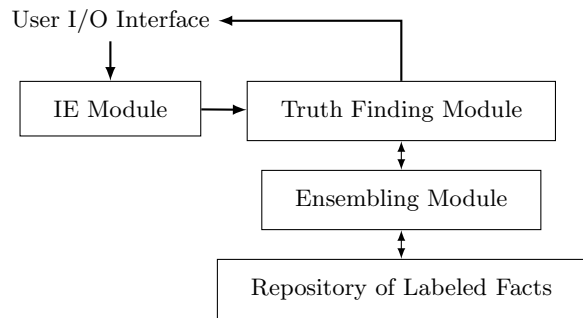 User I/O Interface
IE Module
Truth Finding Module
Ensembling Module
Repository of Labeled Facts